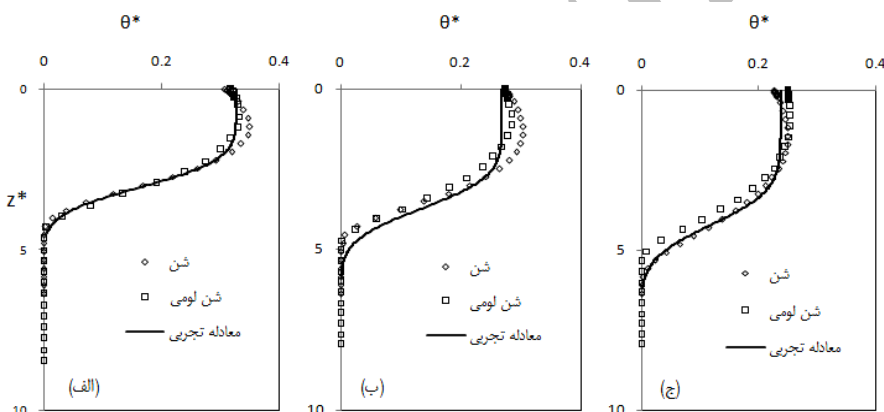 θ*
0 0.2 0.4
0
z*
5
10
شن
شن لومی
معادله تجربی
(الف)
θ*
0 0.2 0.4
0
5
10
شن
شن لومی
معادله تجربی
(ب)
θ*
0 0.2 0.4
0
5
10
شن
شن لومی
معادله تجربی
(ج)